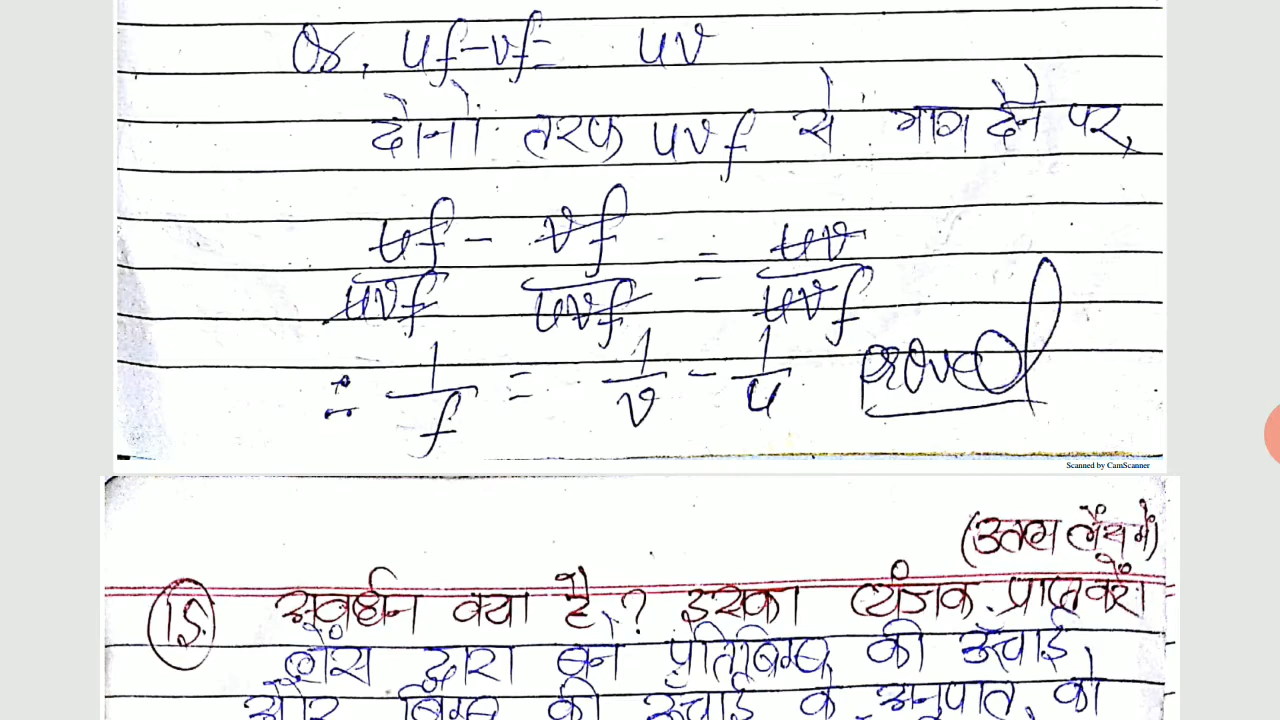 Or, uf-vf= uv
दोनों तरफ uvf से भाग देने पर,
uf/uvf - vf/uvf = uv/uvf
∴ 1/f = 1/v - 1/u proved
Scanned by CamScanner
(उत्तल लेंस में)
15. आवर्धन क्या है? इसका व्यंजक प्राप्त करें
लेंस द्वारा बने प्रतिबिम्ब की ऊँचाई
और बिम्ब की ऊँचाई के अनुपात को